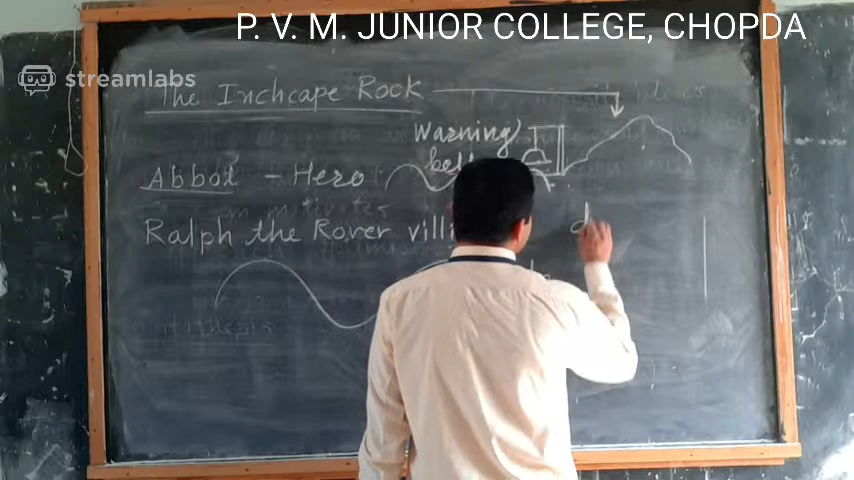 P. V. M. JUNIOR COLLEGE, CHOPDA
streamlabs
The Inchcape Rock
Warning
bell
Abbot - Hero
Ralph the Rover villi
d